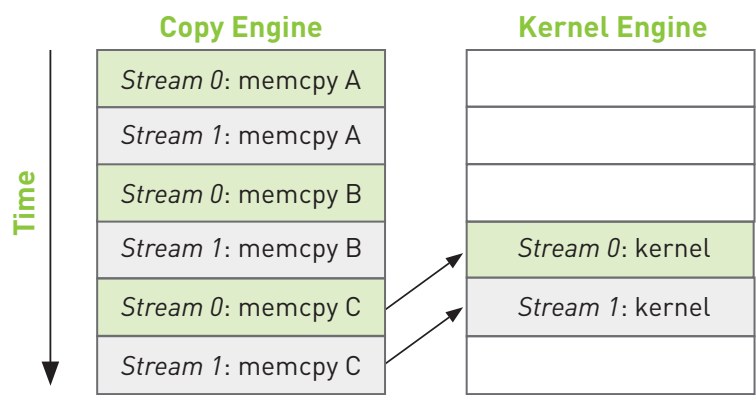 Copy Engine
Kernel Engine
Time
Stream 0: memcpy A
Stream 1: memcpy A
Stream 0: memcpy B
Stream 1: memcpy B
Stream 0: kernel
Stream 0: memcpy C
Stream 1: kernel
Stream 1: memcpy C